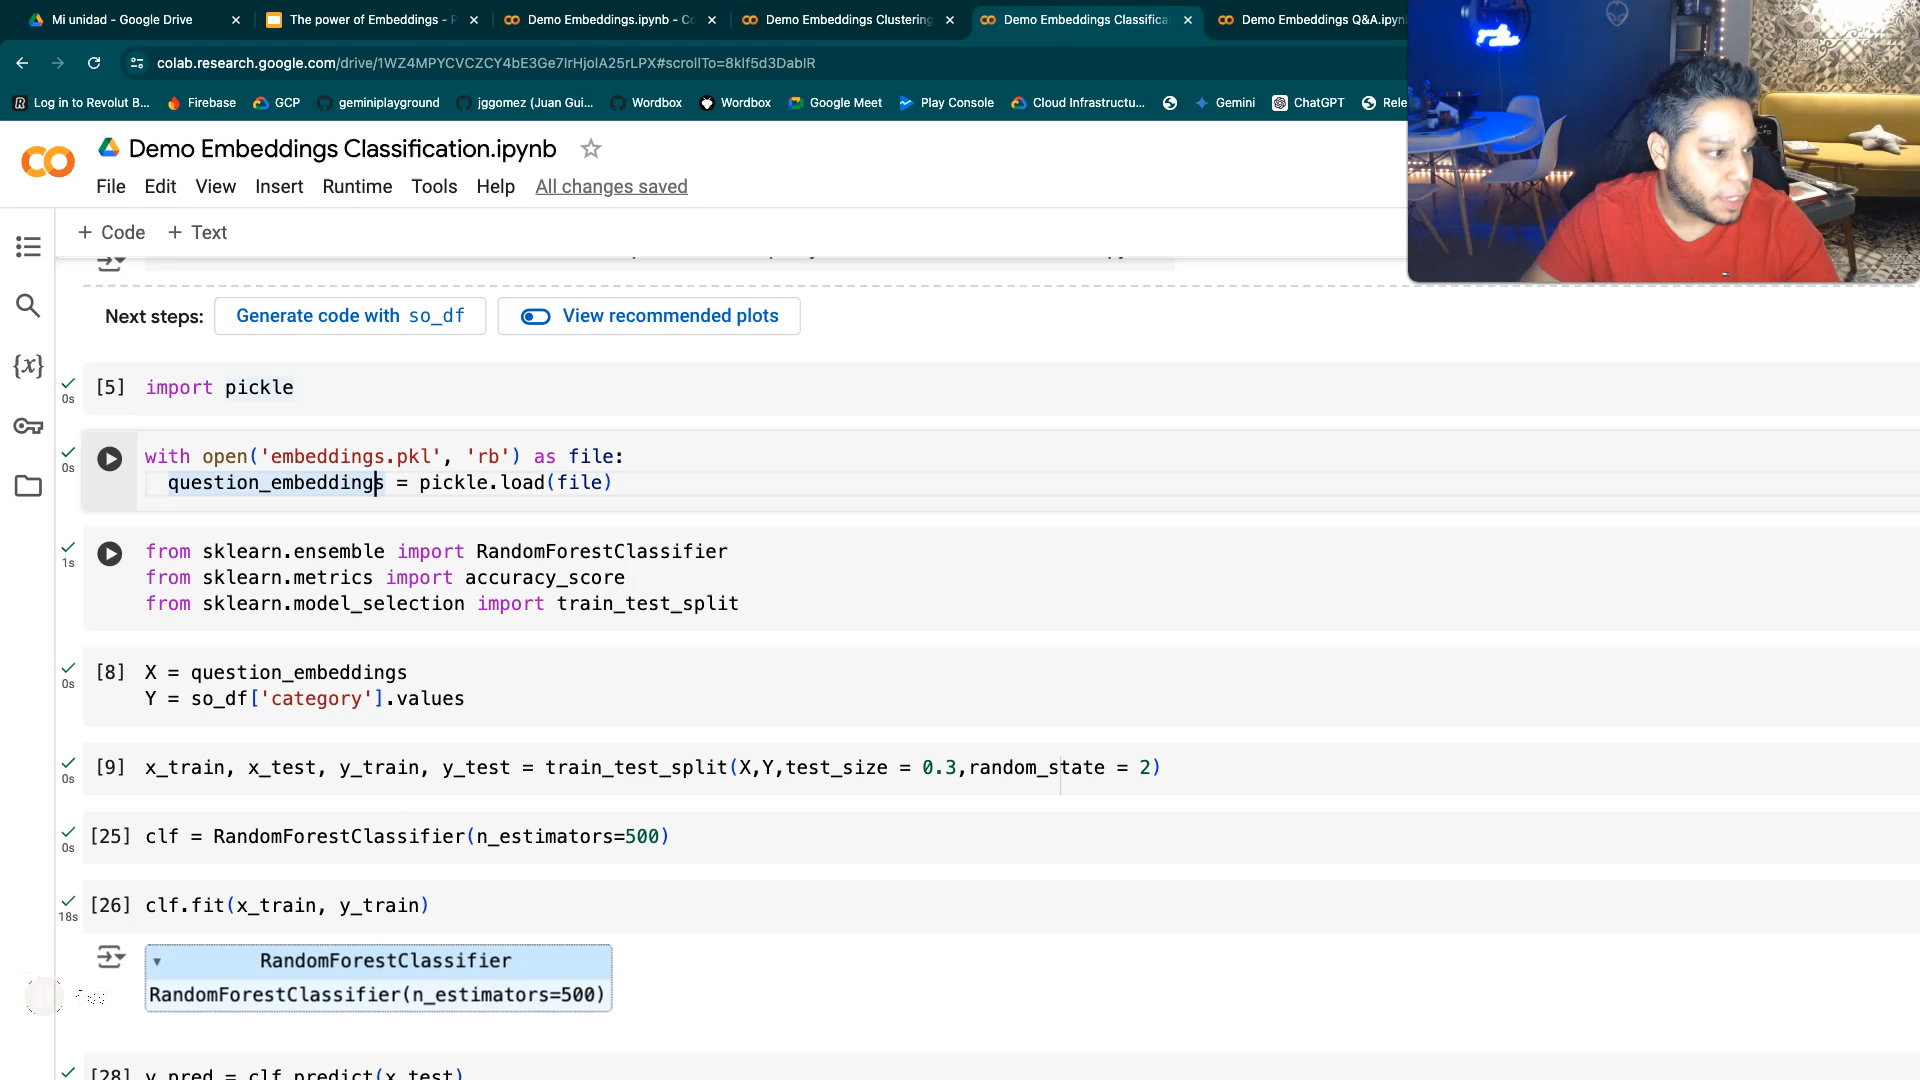 Mi unidad - Google Drive
The power of Embeddings - P
Demo Embeddings.ipynb - Co
Demo Embeddings Clustering
Demo Embeddings Classifica
Demo Embeddings Q&A.ipyn
colab.research.google.com/drive/1WZ4MPYCVCZCY4bE3Ge7lrHjolA25rLPX#scrollTo=8klf5d3DablR
Log in to Revolut B...
Firebase
GCP
geminiplayground
jggomez (Juan Gui...
Wordbox
Wordbox
Google Meet
Play Console
Cloud Infrastructu...
Gemini
ChatGPT
Rele
Demo Embeddings Classification.ipynb
File Edit View Insert Runtime Tools Help All changes saved
+ Code + Text
Next steps: Generate code with so_df View recommended plots
{x}
[5] import pickle
0s
with open('embeddings.pkl', 'rb') as file:
0s
question_embeddings = pickle.load(file)
from sklearn.ensemble import RandomForestClassifier
1s
from sklearn.metrics import accuracy_score
from sklearn.model_selection import train_test_split
[8] X = question_embeddings
0s
Y = so_df['category'].values
[9] x_train, x_test, y_train, y_test = train_test_split(X,Y,test_size = 0.3,random_state = 2)
0s
[25] clf = RandomForestClassifier(n_estimators=500)
0s
[26] clf.fit(x_train, y_train)
18s
RandomForestClassifier
RandomForestClassifier(n_estimators=500)
[28] y_pred = clf.predict(x_test)